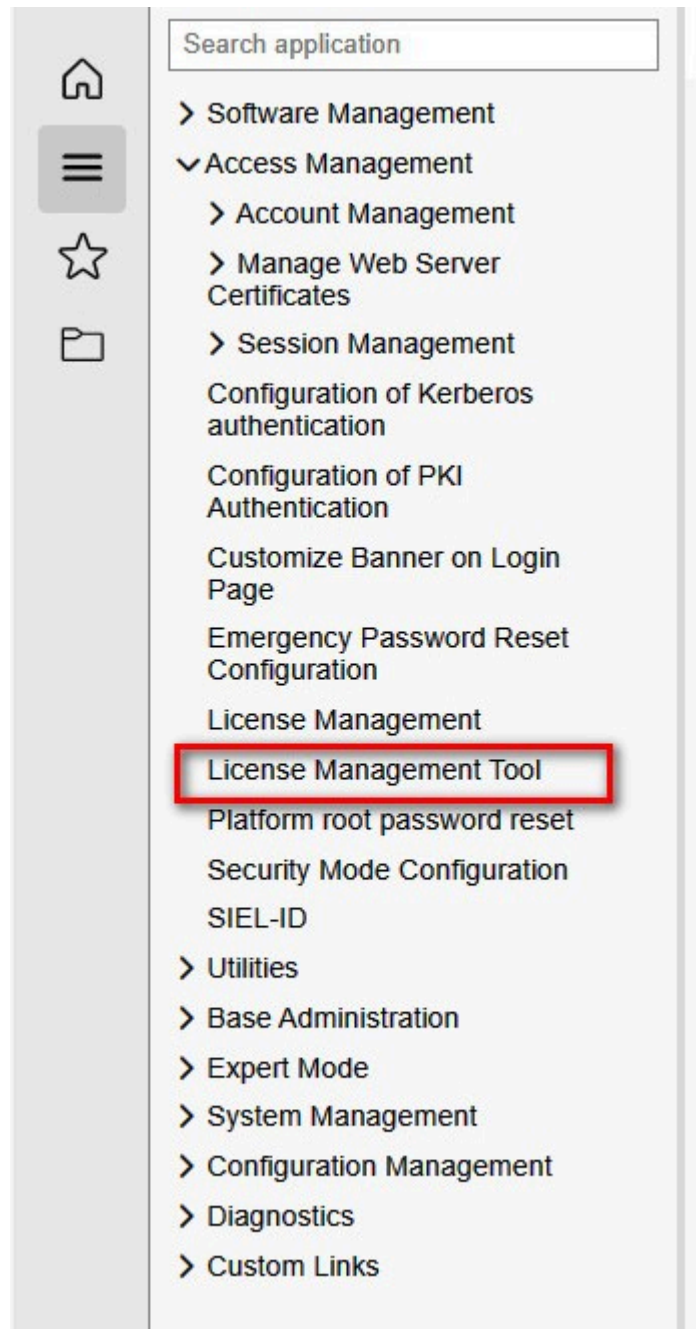 Search application
Software Management
Access Management
Account Management
Manage Web Server
Certificates
Session Management
Configuration of Kerberos
authentication
Configuration of PKI
Authentication
Customize Banner on Login
Page
Emergency Password Reset
Configuration
License Management
License Management Tool
Platform root password reset
Security Mode Configuration
SIEL-ID
Utilities
Base Administration
Expert Mode
System Management
Configuration Management
Diagnostics
Custom Links